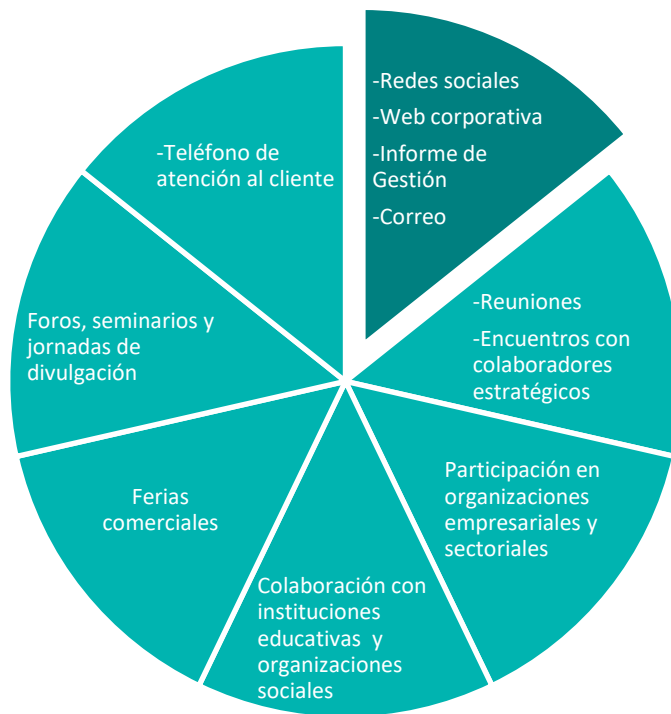 -Redes sociales
-Web corporativa
-Informe de
Gestión
-Correo
-Reuniones
-Encuentros con
colaboradores
estratégicos
Participación en
organizaciones
empresariales y
sectoriales
Colaboración con
instituciones
educativas y
organizaciones
sociales
Ferias
comerciales
Foros, seminarios y
jornadas de
divulgación
-Teléfono de
atención al cliente